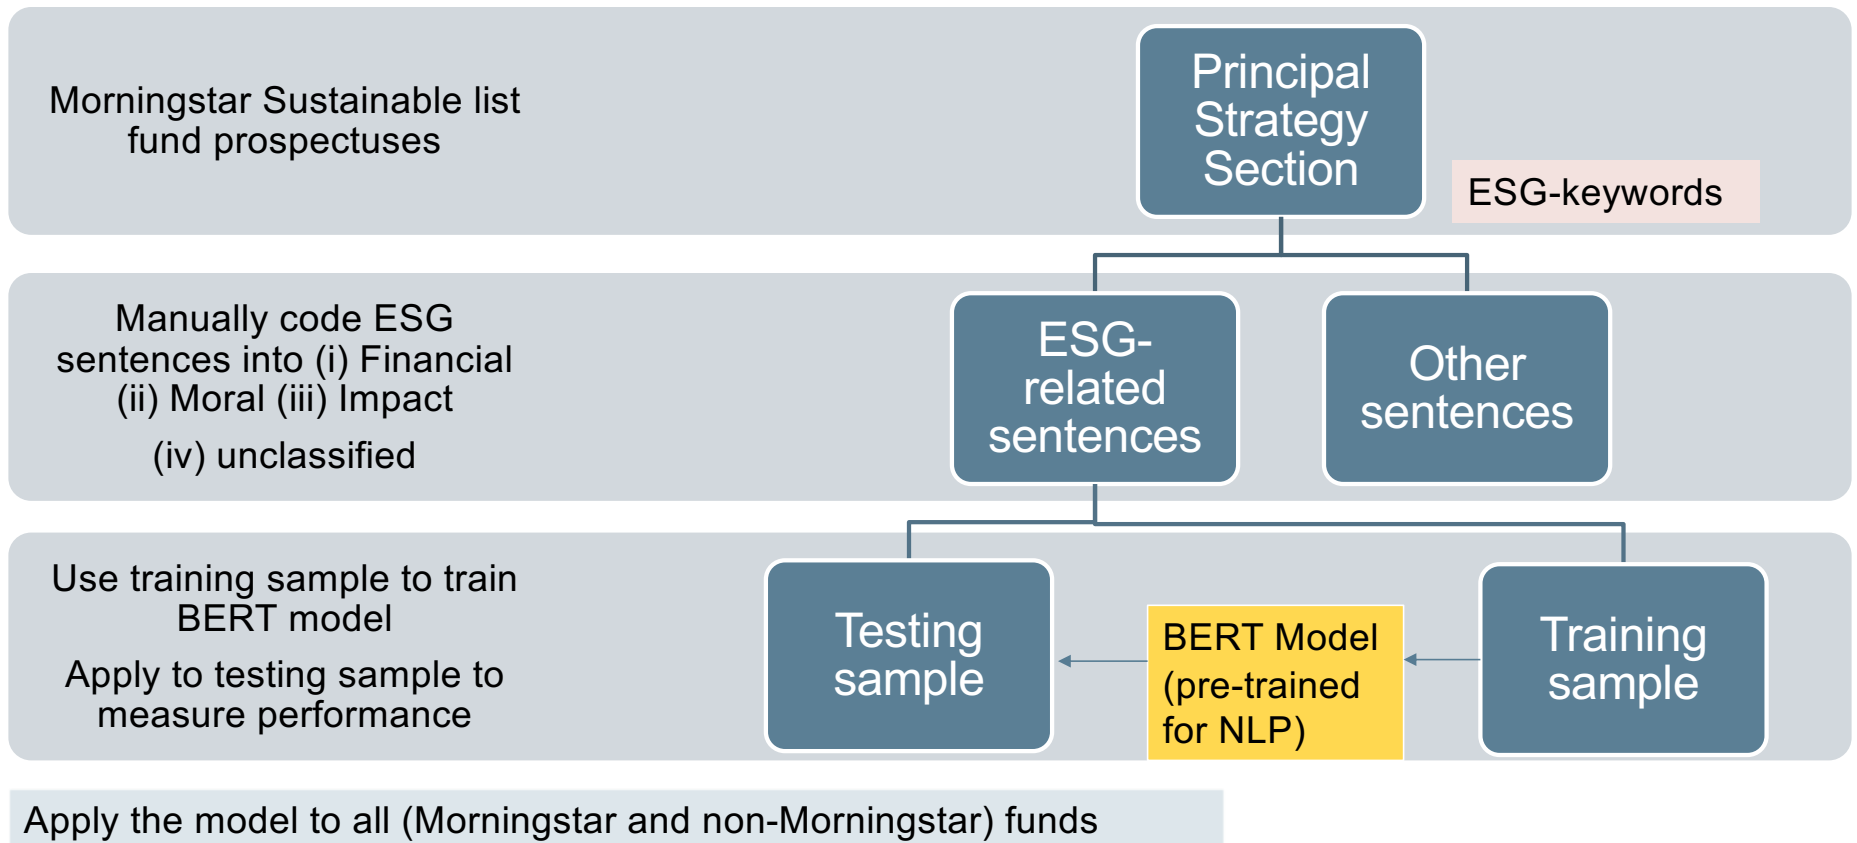 Morningstar Sustainable list
fund prospectuses
Principal
Strategy
Section
ESG-keywords
Manually code ESG
sentences into (i) Financial
(ii) Moral (iii) Impact
(iv) unclassified
ESG-
related
sentences
Other
sentences
Use training sample to train
BERT model
Apply to testing sample to
measure performance
Testing
sample
BERT Model
(pre-trained
for NLP)
Training
sample
Apply the model to all (Morningstar and non-Morningstar) funds